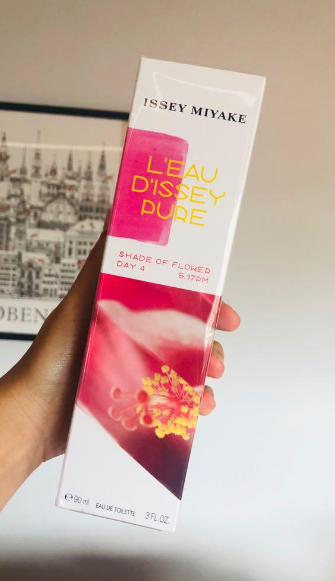 ISSEY MIYAKE
L'EAU
D'ISSEY
PURE
SHADE OF FLOWER
DAY 4 5.17PM
℮ 90 ml EAU DE TOILETTE 3 FL.OZ.
OBEN